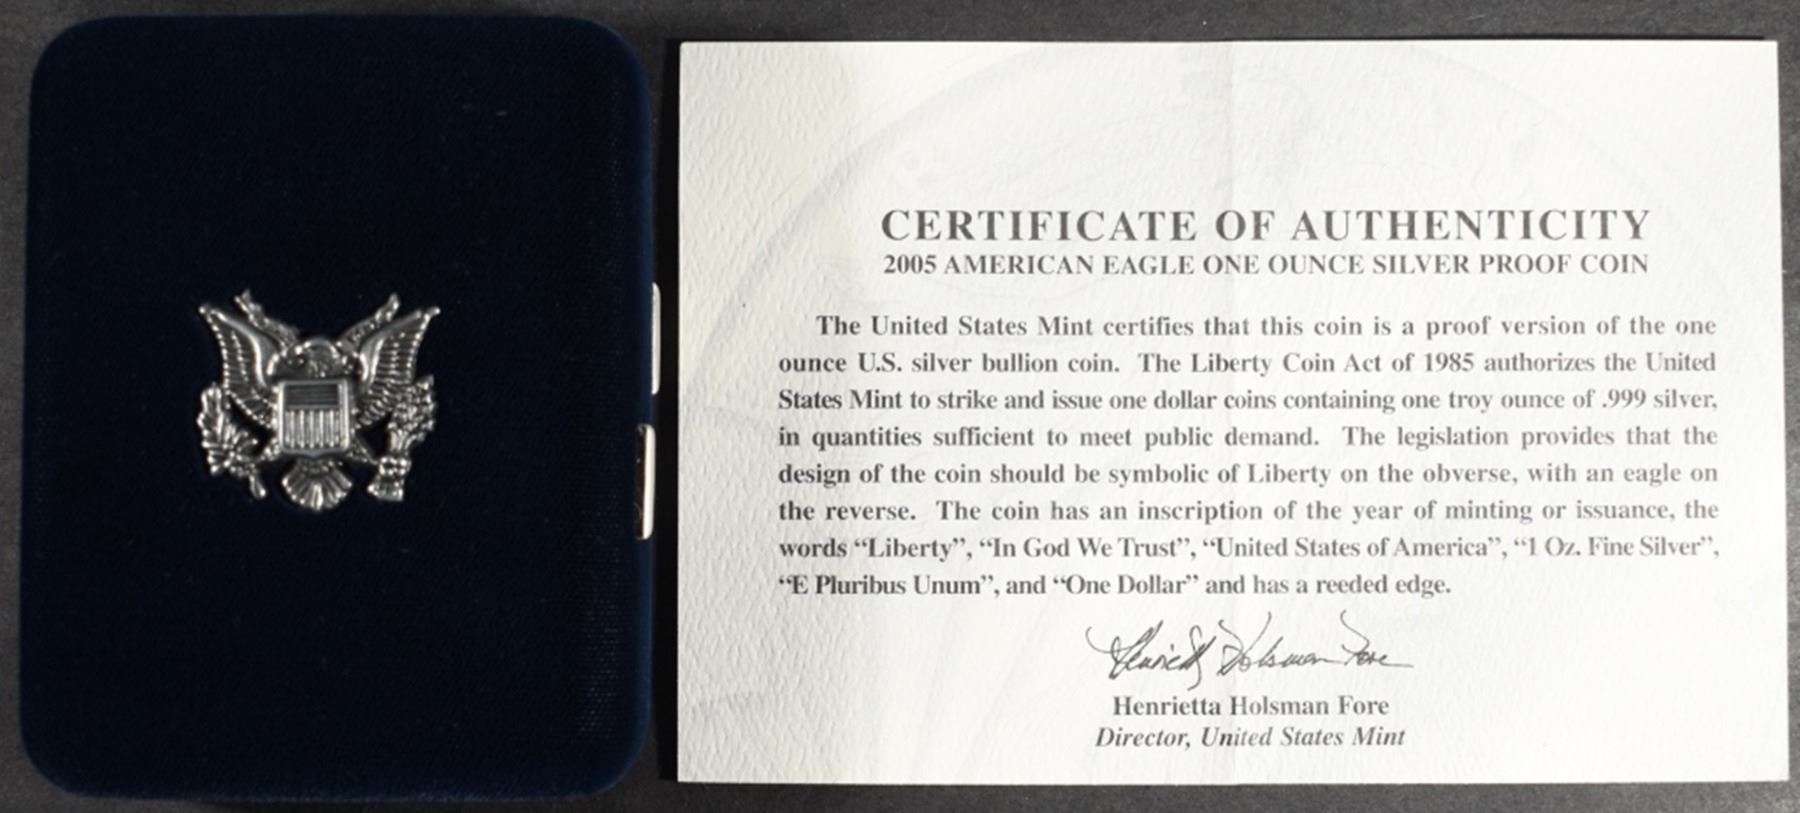 CERTIFICATE OF AUTHENTICITY
2005 AMERICAN EAGLE ONE OUNCE SILVER PROOF COIN
The United States Mint certifies that this coin is a proof version of the one
ounce U.S. silver bullion coin. The Liberty Coin Act of 1985 authorizes the United
States Mint to strike and issue one dollar coins containing one troy ounce of .999 silver,
in quantities sufficient to meet public demand. The legislation provides that the
design of the coin should be symbolic of Liberty on the obverse, with an eagle on
the reverse. The coin has an inscription of the year of minting or issuance, the
words “Liberty”, “In God We Trust”, “United States of America”, “1 Oz. Fine Silver”,
“E Pluribus Unum”, and “One Dollar” and has a reeded edge.
Henrietta Holsman Fore
Henrietta Holsman Fore
Director, United States Mint